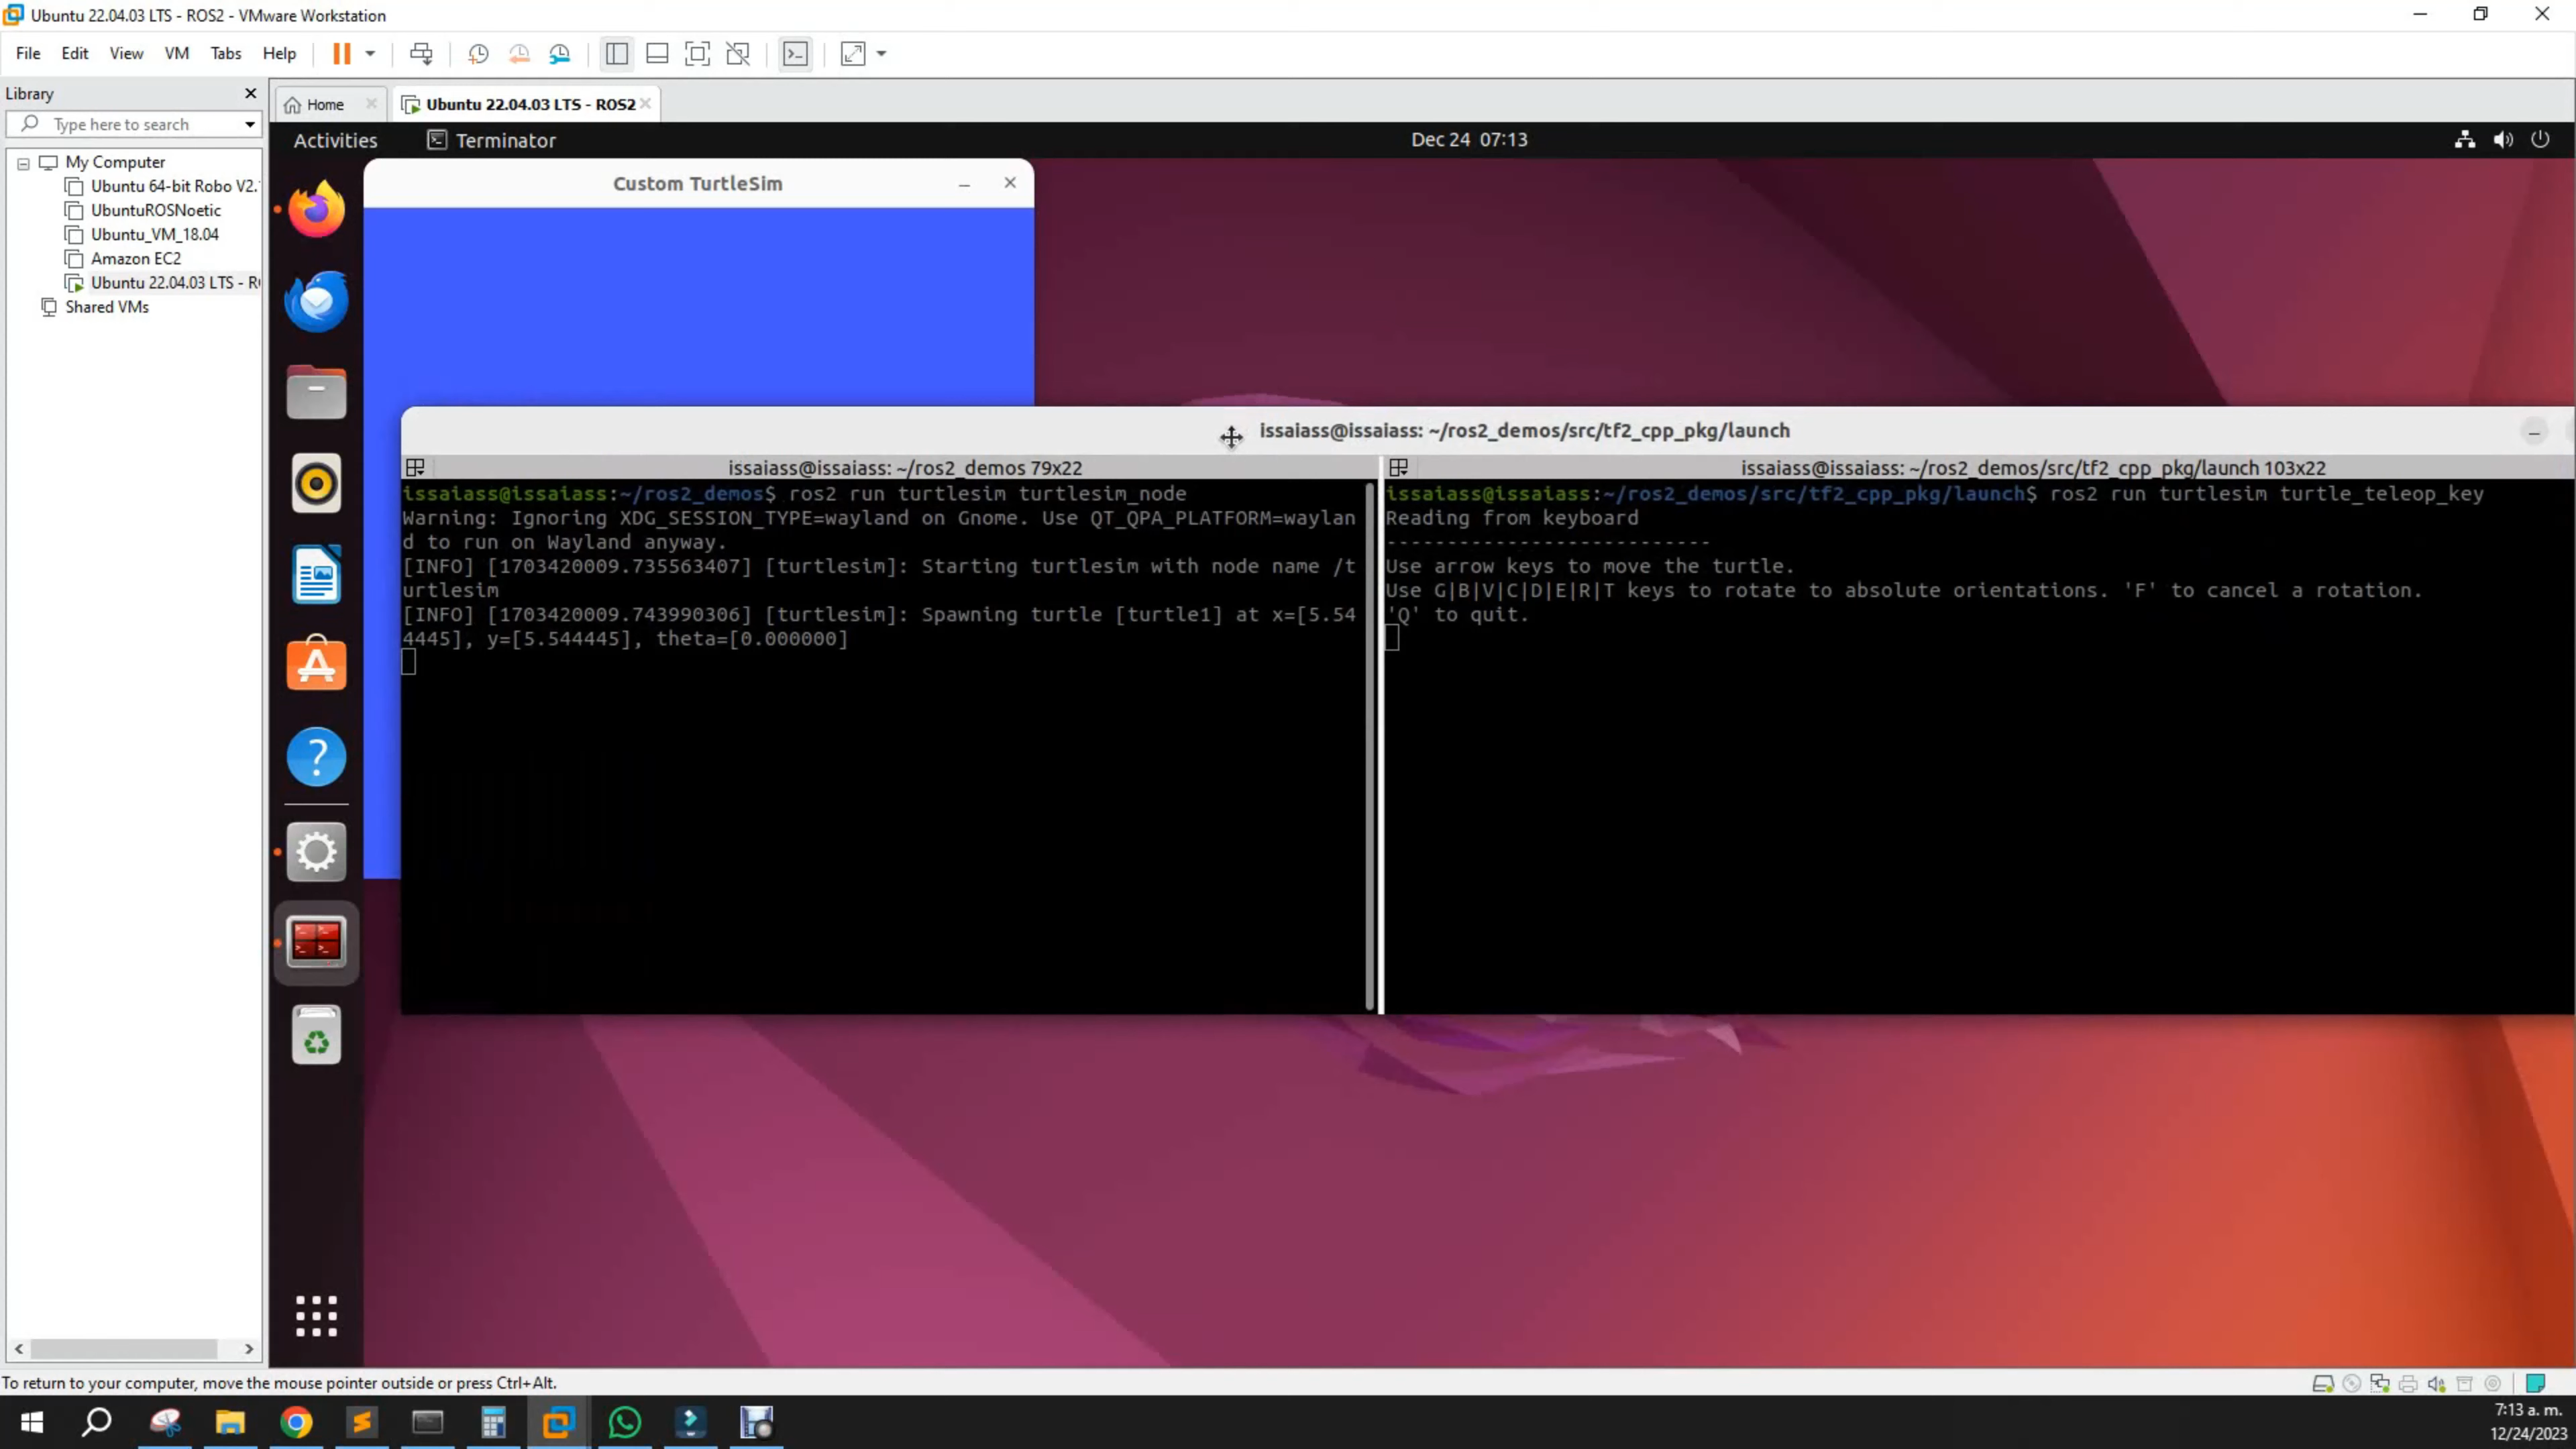 Ubuntu 22.04.03 LTS - ROS2 - VMware Workstation
File Edit View VM Tabs Help
Library
Home
Ubuntu 22.04.03 LTS - ROS2
Type here to search
Activities
Terminator
Dec 24 07:13
My Computer
Ubuntu 64-bit Robo V2.
UbuntuROSNoetic
Ubuntu_VM_18.04
Amazon EC2
Ubuntu 22.04.03 LTS - R
Shared VMs
Custom TurtleSim
issaiass@issaiass: ~/ros2_demos/src/tf2_cpp_pkg/launch
issaiass@issaiass: ~/ros2_demos 79x22
issaiass@issaiass:~/ros2_demos$ ros2 run turtlesim turtlesim_node
Warning: Ignoring XDG_SESSION_TYPE=wayland on Gnome. Use QT_QPA_PLATFORM=waylan
d to run on Wayland anyway.
[INFO] [1703420009.735563407] [turtlesim]: Starting turtlesim with node name /t
urtlesim
[INFO] [1703420009.743990306] [turtlesim]: Spawning turtle [turtle1] at x=[5.54
4445], y=[5.544445], theta=[0.000000]
issaiass@issaiass: ~/ros2_demos/src/tf2_cpp_pkg/launch 103x22
issaiass@issaiass:~/ros2_demos/src/tf2_cpp_pkg/launch$ ros2 run turtlesim turtle_teleop_key
Reading from keyboard
---------------------------
Use arrow keys to move the turtle.
Use G|B|V|C|D|E|R|T keys to rotate to absolute orientations. 'F' to cancel a rotation.
'Q' to quit.
To return to your computer, move the mouse pointer outside or press Ctrl+Alt.
7:13 a. m.
12/24/2023